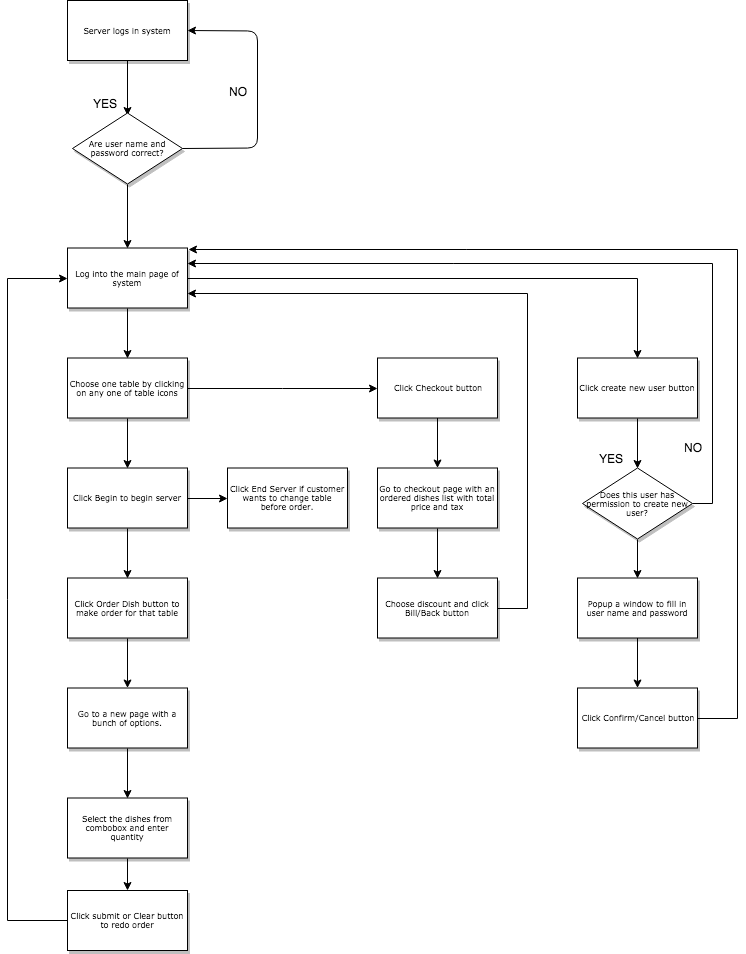 Server logs in system
NO
YES
Are user name and
password correct?
Log into the main page of
system
Choose one table by clicking
on any one of table icons
Click Checkout button
Click create new user button
NO
YES
Click Begin to begin server
Click End Server if customer
wants to change table
before order.
Go to checkout page with an
ordered dishes list with total
price and tax
Does this user has
permission to create new
user?
Click Order Dish button to
make order for that table
Choose discount and click
Bill/Back button
Popup a window to fill in
user name and password
Go to a new page with a
bunch of options.
Click Confirm/Cancel button
Select the dishes from
combobox and enter
quantity
Click submit or Clear button
to redo order